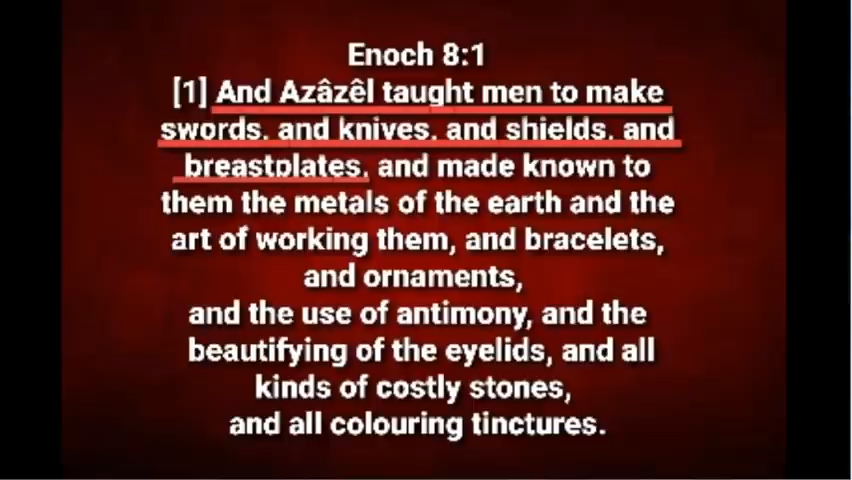 Enoch 8:1
[1] And Azâzêl taught men to make
swords, and knives, and shields, and
breastplates, and made known to
them the metals of the earth and the
art of working them, and bracelets,
and ornaments,
and the use of antimony, and the
beautifying of the eyelids, and all
kinds of costly stones,
and all colouring tinctures.